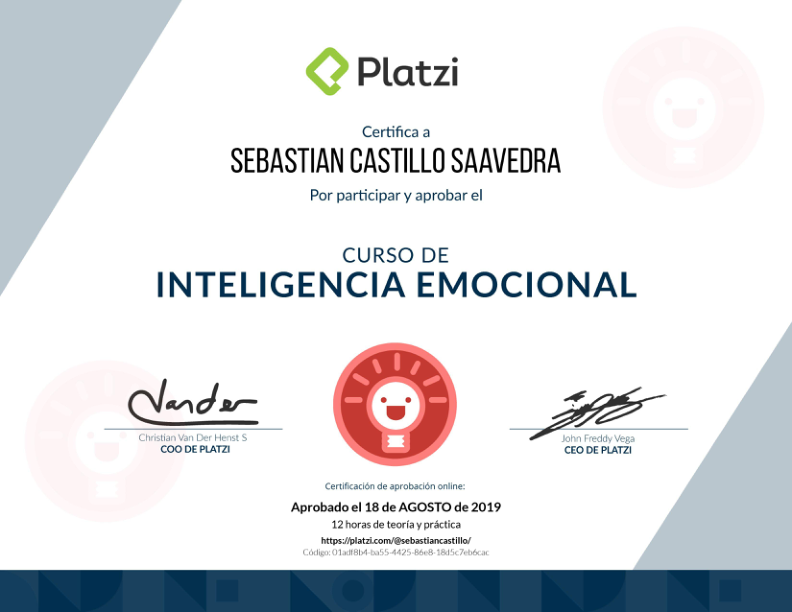 Platzi
Certifica a
SEBASTIAN CASTILLO SAAVEDRA
Por participar y aprobar el
CURSO DE
INTELIGENCIA EMOCIONAL
Vander
Christian Van Der Henst S
COO DE PLATZI
John Freddy Vega
CEO DE PLATZI
Certificación de aprobación online:
Aprobado el 18 de AGOSTO de 2019
12 horas de teoría y práctica
https://platzi.com/@sebastiancastillo/
Código: 01adf8b4-ba55-4425-86e8-18d5c7eb6cac